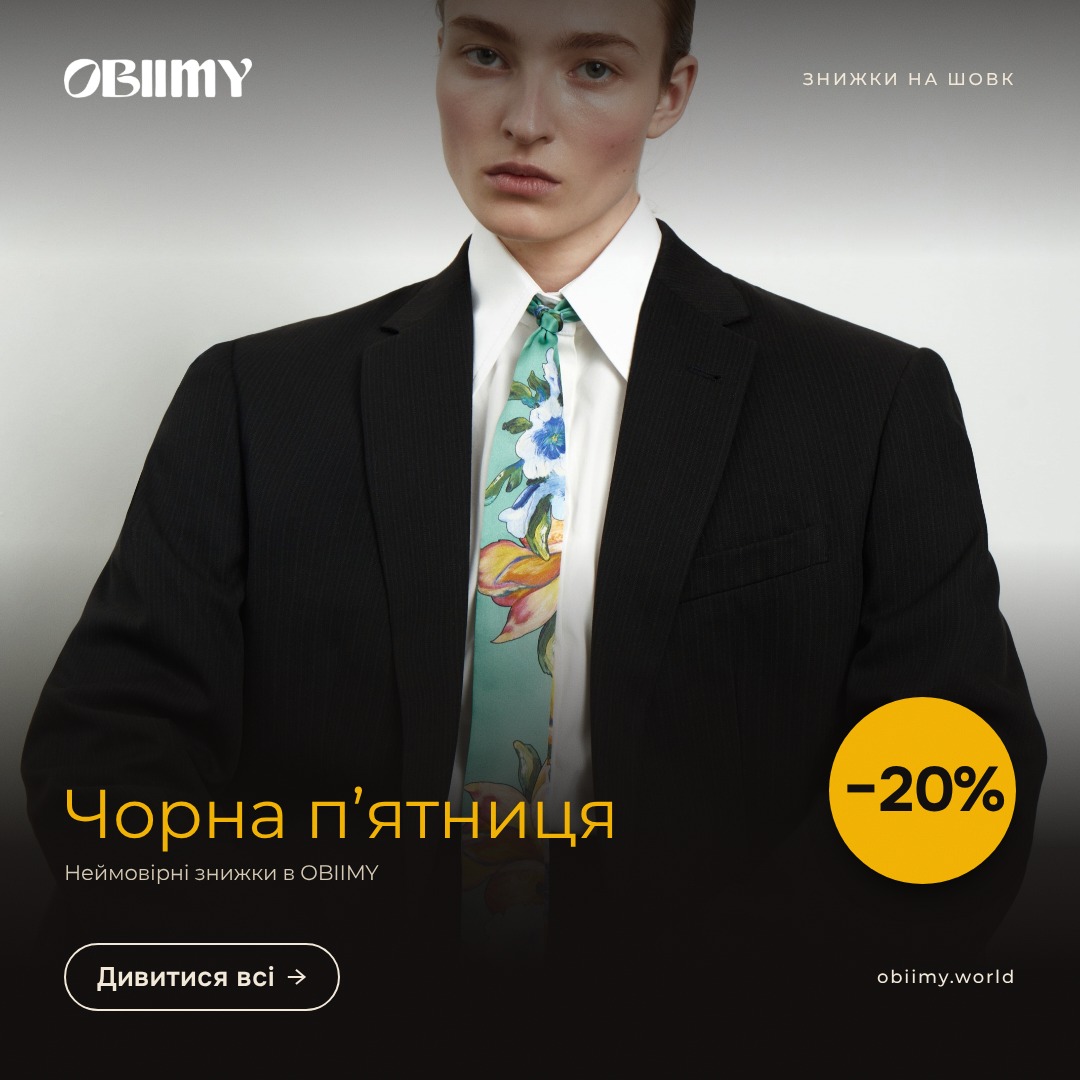 OBIIMY
ЗНИЖКИ НА ШОВК
−20%
Чорна п’ятниця
Неймовірні знижки в OBIIMY
Дивитися всі →
obiimy.world